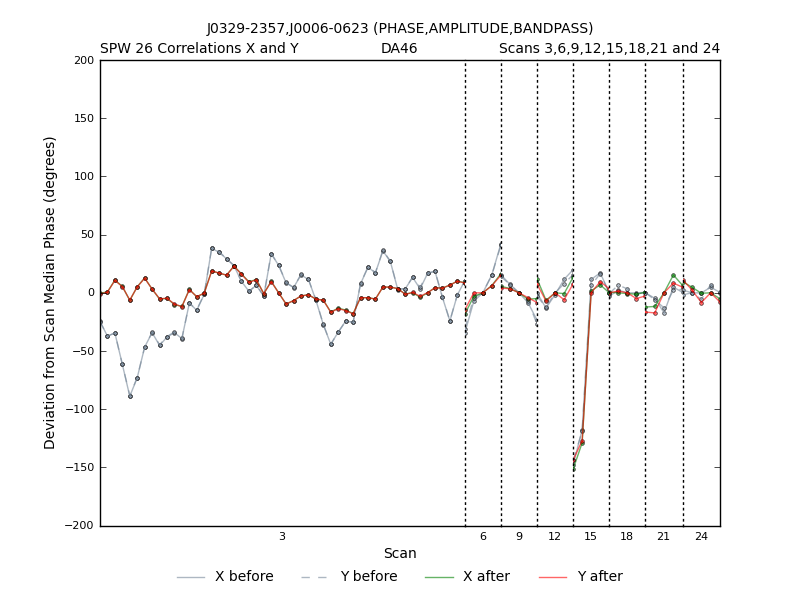 J0329-2357,J0006-0623 (PHASE,AMPLITUDE,BANDPASS)
SPW 26 Correlations X and Y DA46 Scans 3,6,9,12,15,18,21 and 24
200
150
100
50
0
−50
−100
−150
−200
Deviation from Scan Median Phase (degrees)
3 6 9 12 15 18 21 24
Scan
X before Y before X after Y after